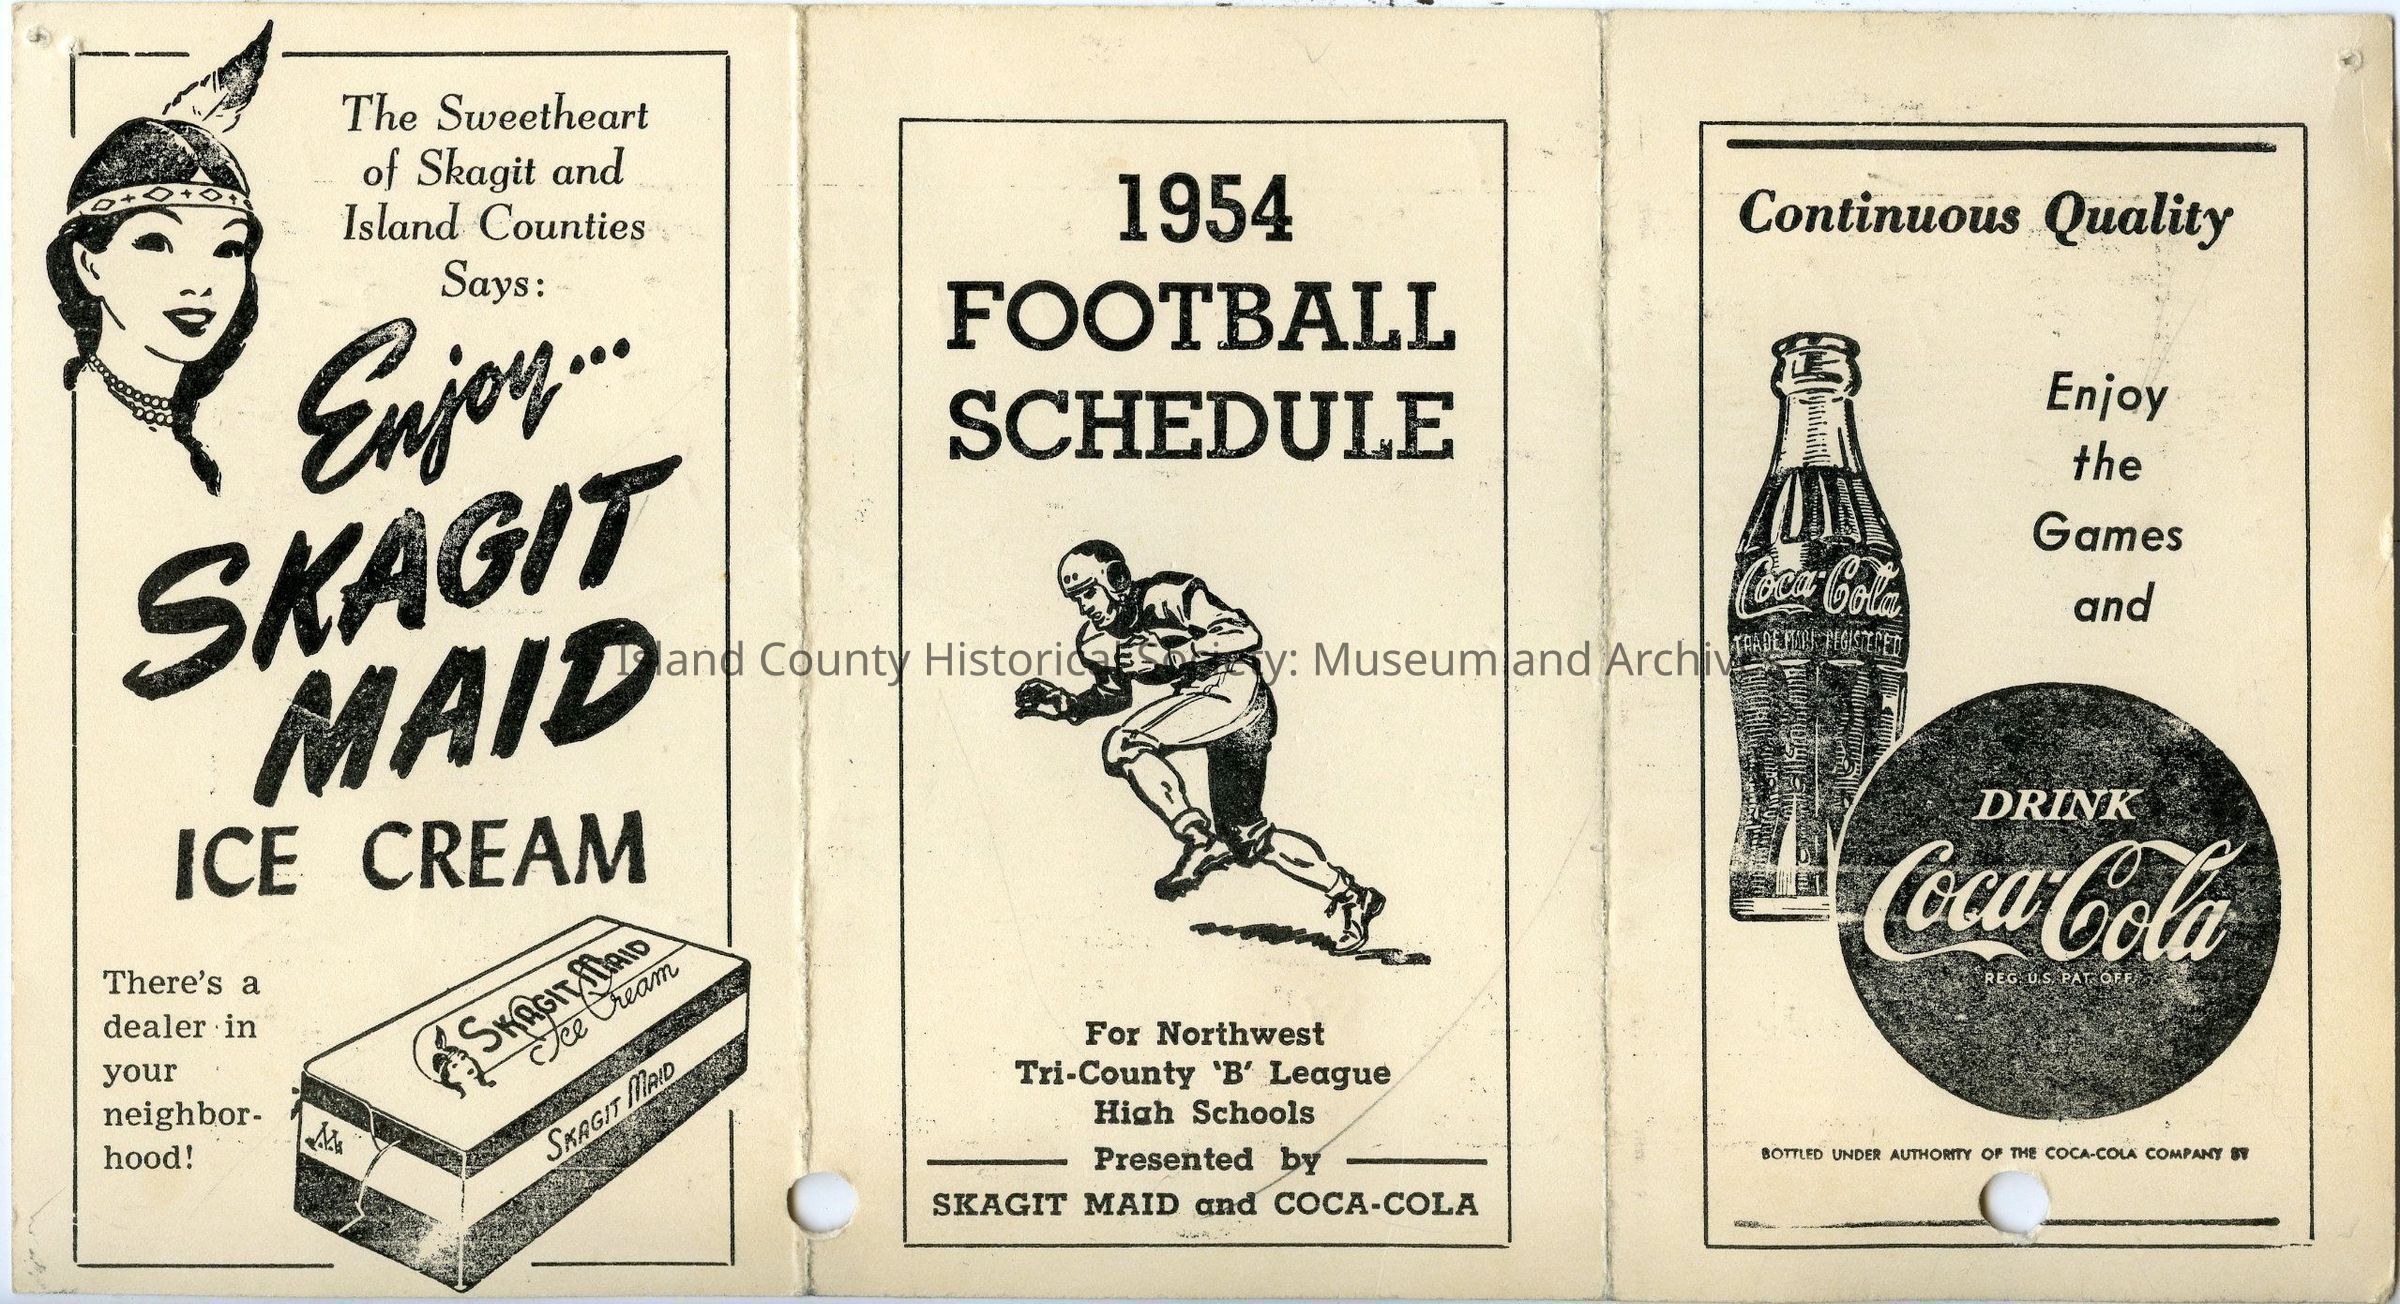 The Sweetheart
of Skagit and
Island Counties
Says:
Enjoy...
SKAGIT
MAID
ICE CREAM
There's a
dealer in
your
neighbor-
hood!
SKAGIT MAID
Ice Cream
SKAGIT MAID
1954
FOOTBALL
SCHEDULE
For Northwest
Tri-County 'B' League
High Schools
Presented by
SKAGIT MAID and COCA-COLA
Continuous Quality
Enjoy
the
Games
and
Coca-Cola
TRADE MARK REGISTERED
DRINK
Coca-Cola
REG. U.S. PAT. OFF.
BOTTLED UNDER AUTHORITY OF THE COCA-COLA COMPANY BY
Island County Historical Society: Museum and Archives